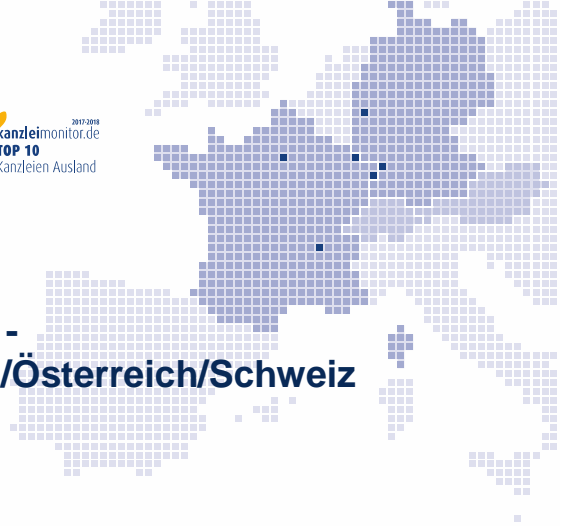 2017-2018
kanzleimonitor.de
TOP 10
Kanzleien Ausland
-
/Österreich/Schweiz